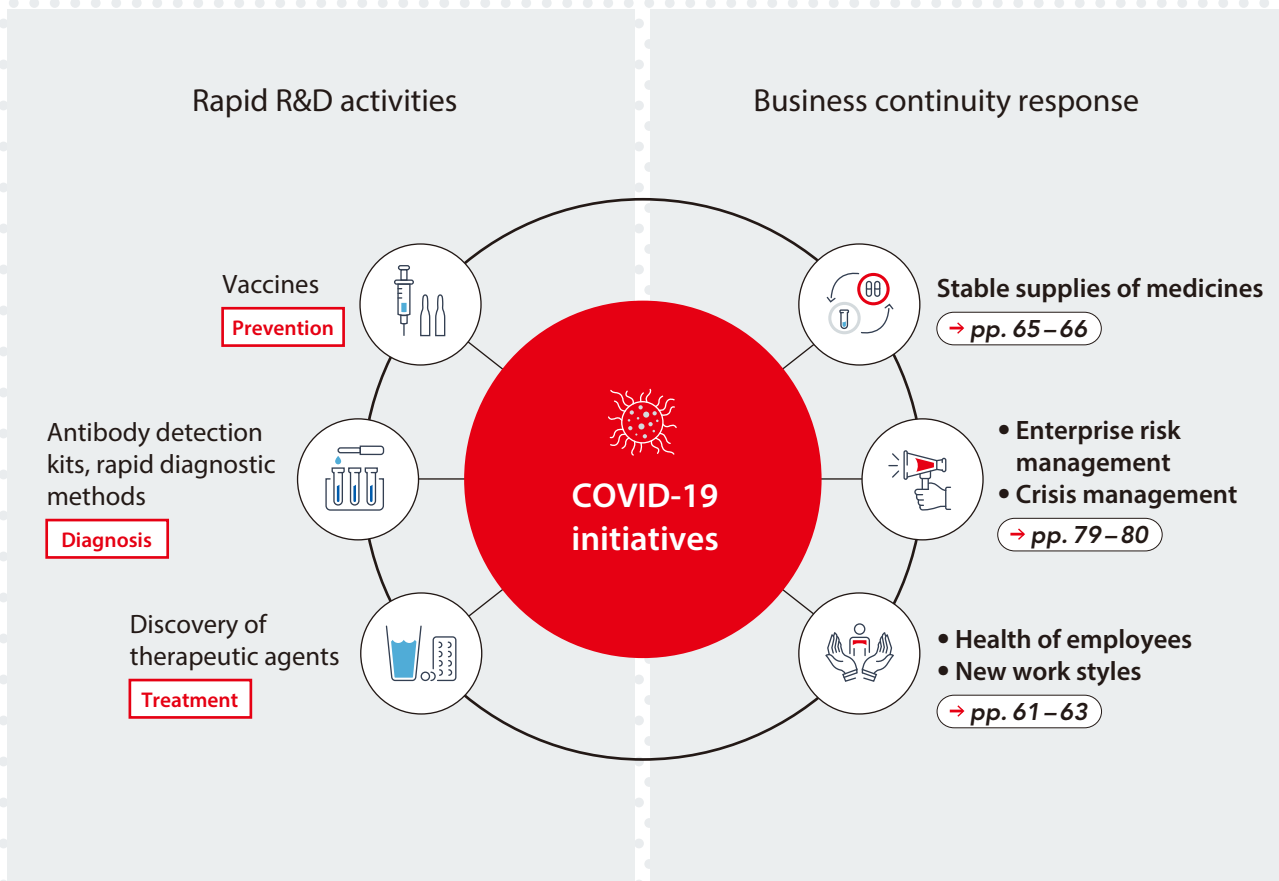 Rapid R&D activities
Vaccines
Prevention
Antibody detection
kits, rapid diagnostic
methods
Diagnosis
Discovery of
therapeutic agents
Treatment
COVID-19
initiatives
Business continuity response
Stable supplies of medicines
→ pp. 65–66
• Enterprise risk
management
• Crisis management
→ pp. 79–80
• Health of employees
• New work styles
→ pp. 61–63